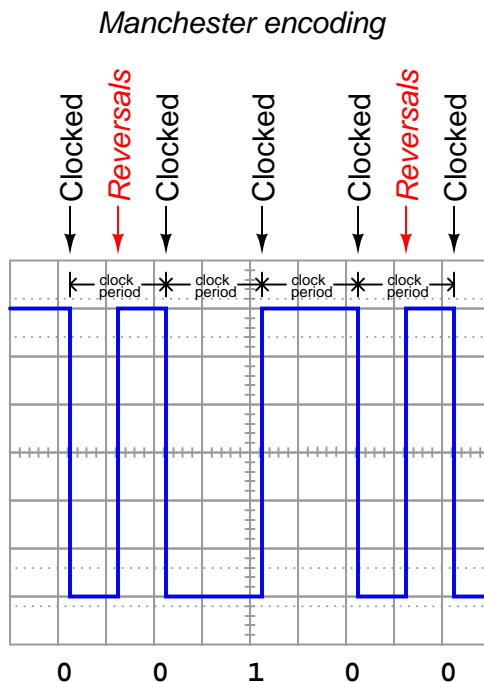 Manchester encoding
Clocked
Reversals
Clocked
Clocked
Clocked
Reversals
Clocked
clock
period
clock
period
clock
period
clock
period
0 0 1 0 0